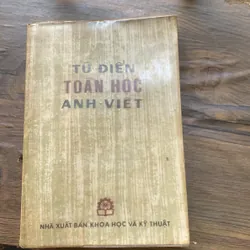 TỪ ĐIỂN
TOÁN HỌC
ANH-VIỆT
NHÀ XUẤT BẢN KHOA HỌC VÀ KỸ THUẬT